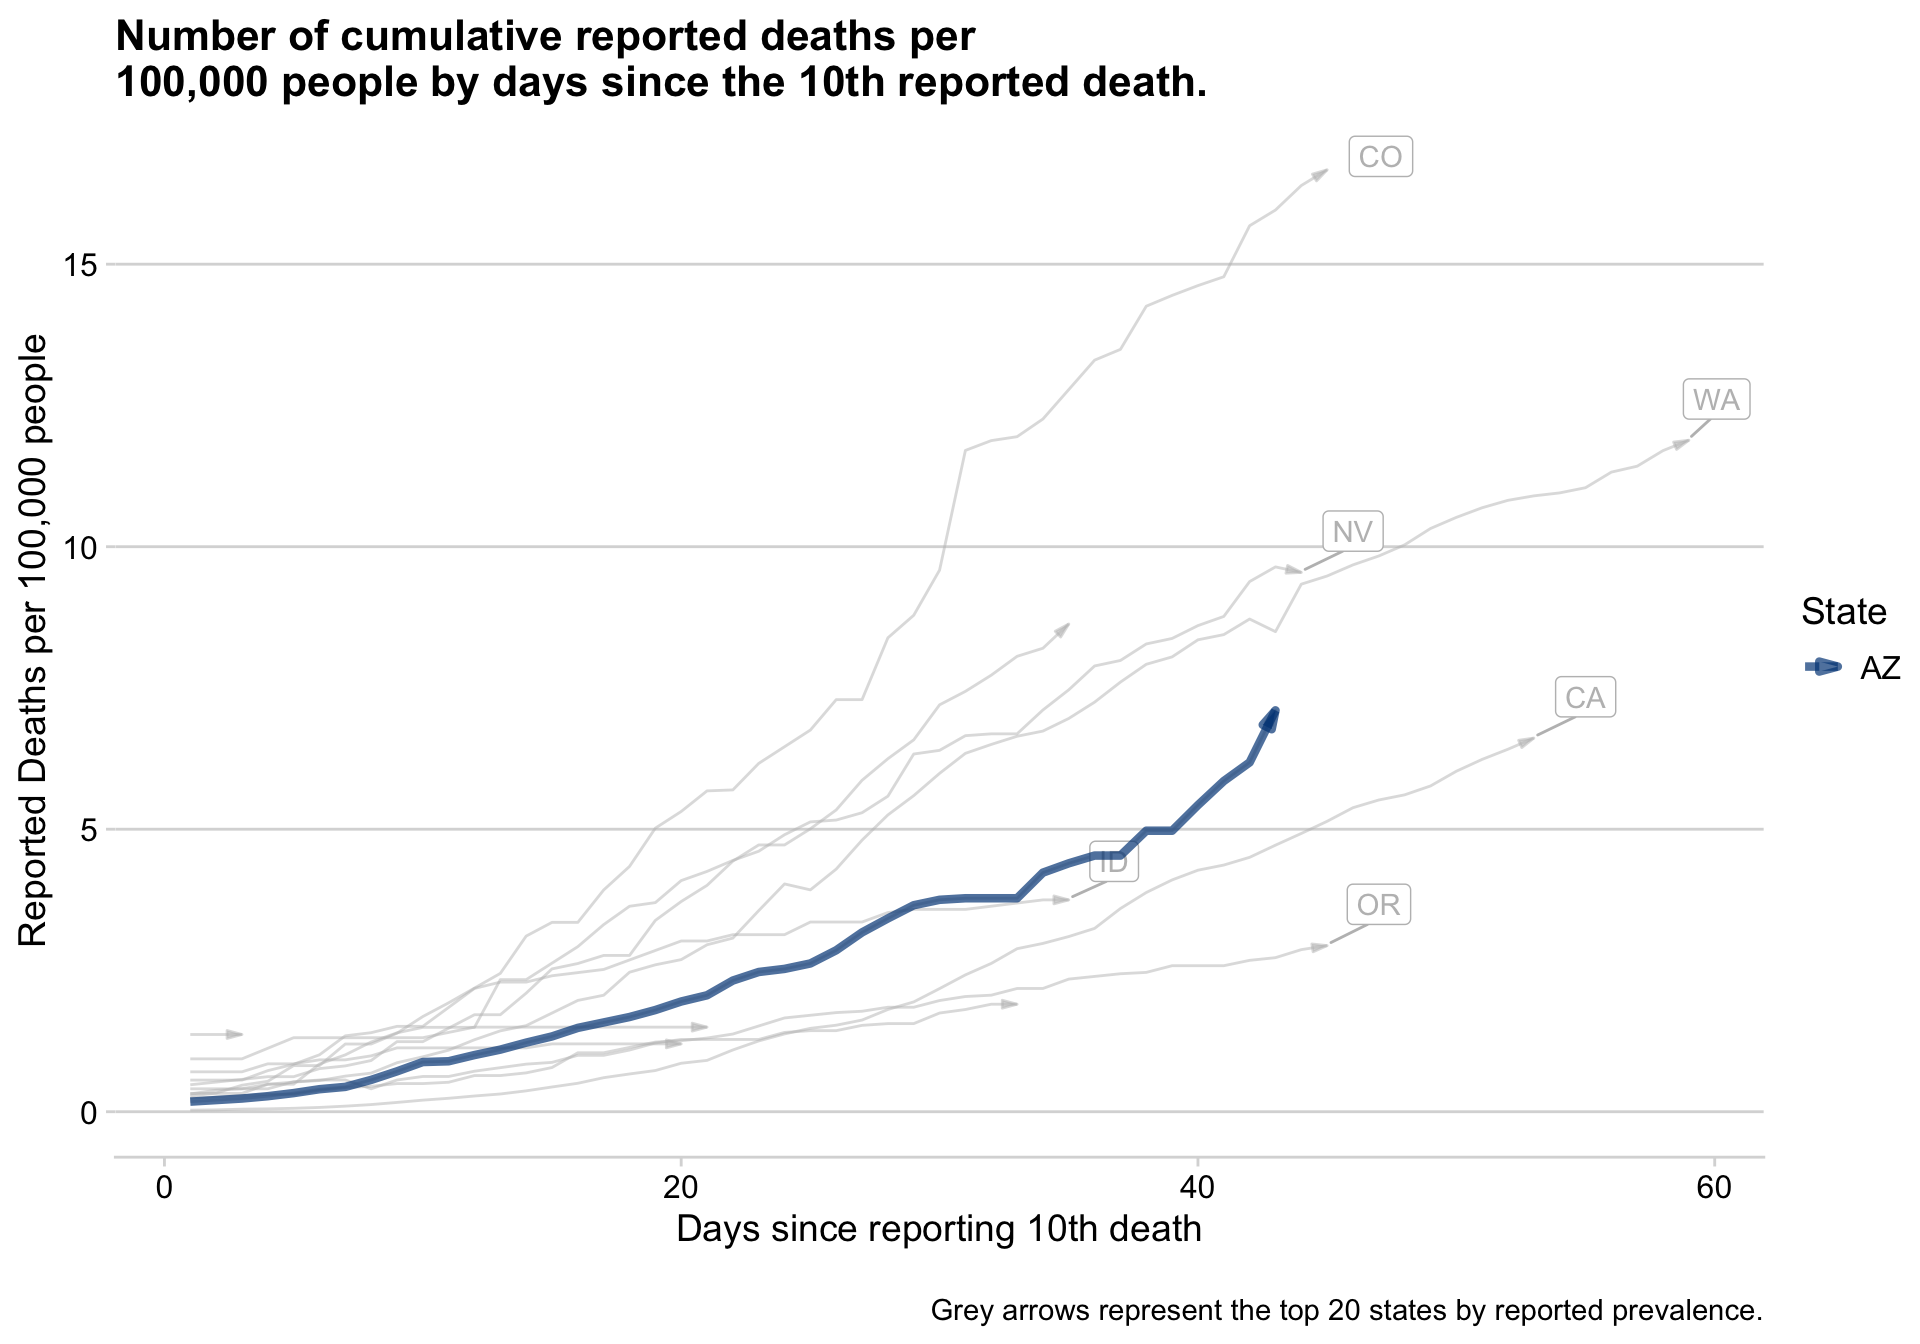 Number of cumulative reported deaths per
100,000 people by days since the 10th reported death.
CO
15
WA
NV
10
Reported Deaths per 100,000 people
State
AZ
CA
5
ID
OR
0
0 20 40 60
Days since reporting 10th death
Grey arrows represent the top 20 states by reported prevalence.